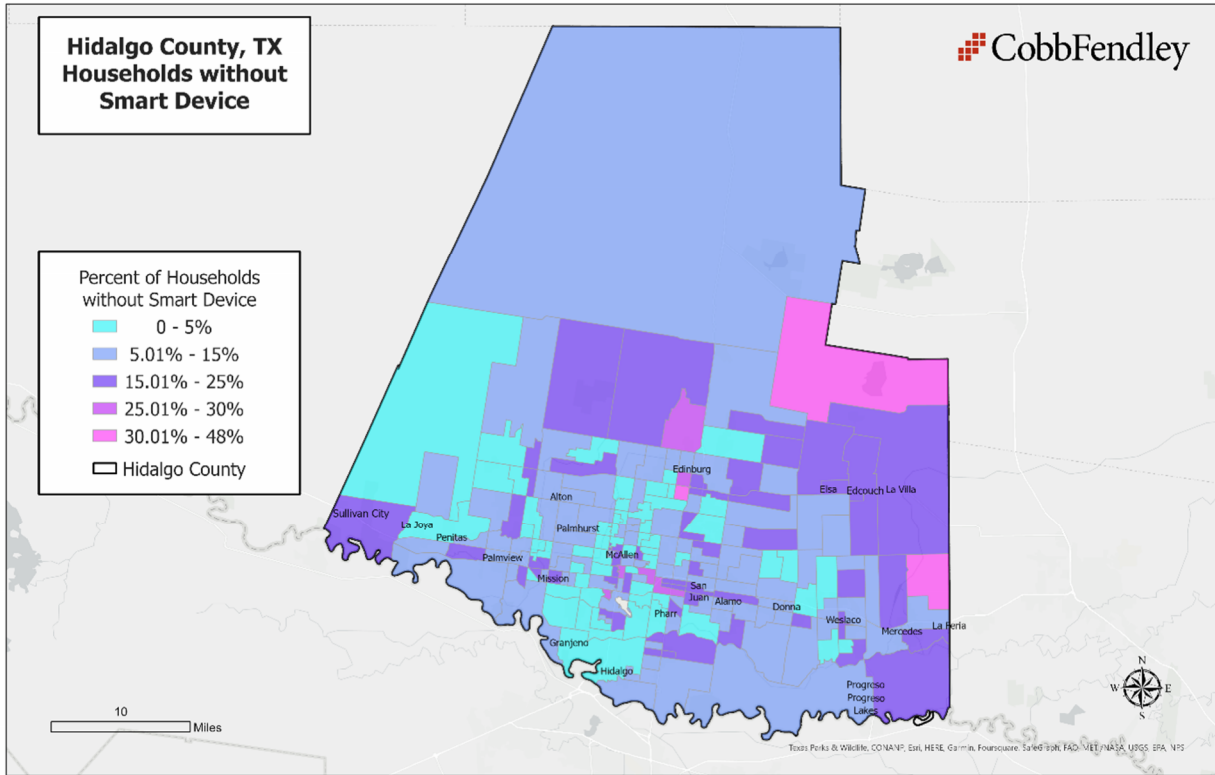 Hidalgo County, TX
Households without
Smart Device
CobbFendley
Percent of Households
without Smart Device
0 - 5%
5.01% - 15%
15.01% - 25%
25.01% - 30%
30.01% - 48%
Hidalgo County
Edinburg
Elsa
Edcouch
La Villa
Alton
Sullivan City
La Joya
Palmhurst
Penitas
McAllen
Palmview
Mission
San
Juan
Alamo
Donna
Pharr
Weslaco
La Feria
Mercedes
Granjeno
Hidalgo
Progreso
Progreso
Lakes
N
W
E
S
10
Miles
Texas Parks & Wildlife, CONANP, Esri, HERE, Garmin, Foursquare, SafeGraph, FAO, MET/NASA, USGS, EPA, NPS